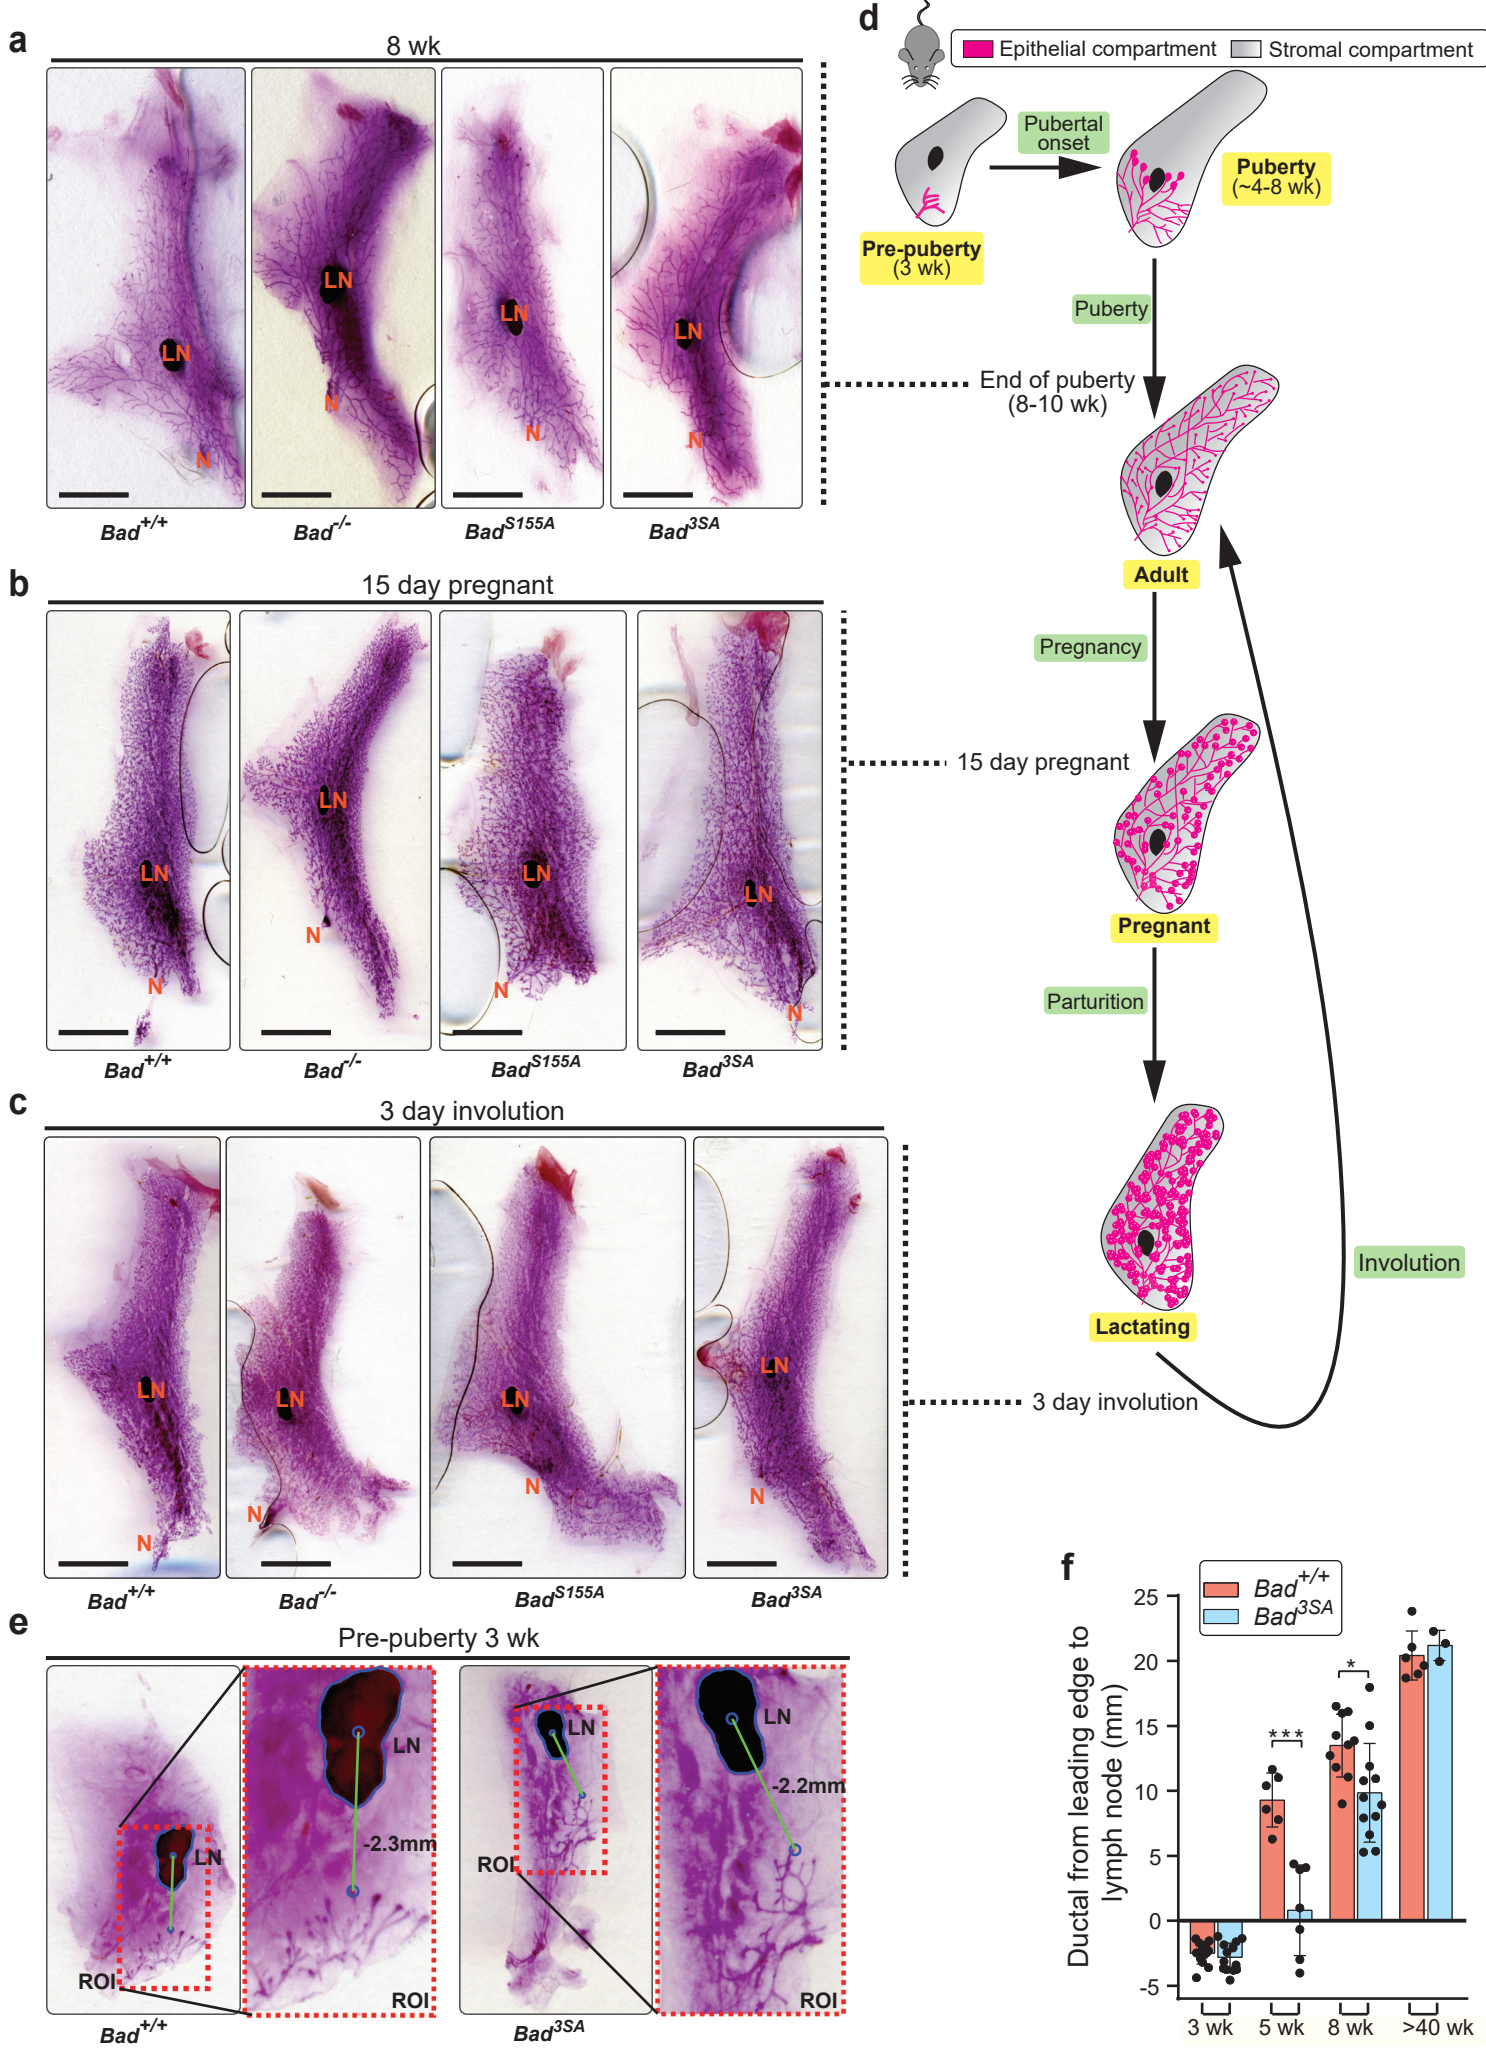 a
8 wk
LN
N
LN
N
LN
N
LN
N
Bad+/+
Bad-/-
BadS155A
Bad3SA
b
15 day pregnant
LN
N
LN
N
LN
N
LN
N
Bad+/+
Bad-/-
BadS155A
Bad3SA
c
3 day involution
LN
N
LN
N
LN
N
LN
N
Bad+/+
Bad-/-
BadS155A
Bad3SA
d
Epithelial compartment
Stromal compartment
Pubertal
onset
Puberty
(~4-8 wk)
Pre-puberty
(3 wk)
Puberty
End of puberty
(8-10 wk)
Adult
Pregnancy
15 day pregnant
Pregnant
Parturition
Involution
Lactating
3 day involution
e
Pre-puberty 3 wk
LN
ROI
LN
-2.3mm
ROI
LN
ROI
LN
-2.2mm
ROI
Bad+/+
Bad3SA
f
Bad+/+
Bad3SA
Ductal from leading edge to
lymph node (mm)
25
20
15
10
5
0
-5
***
*
3 wk
5 wk
8 wk
>40 wk